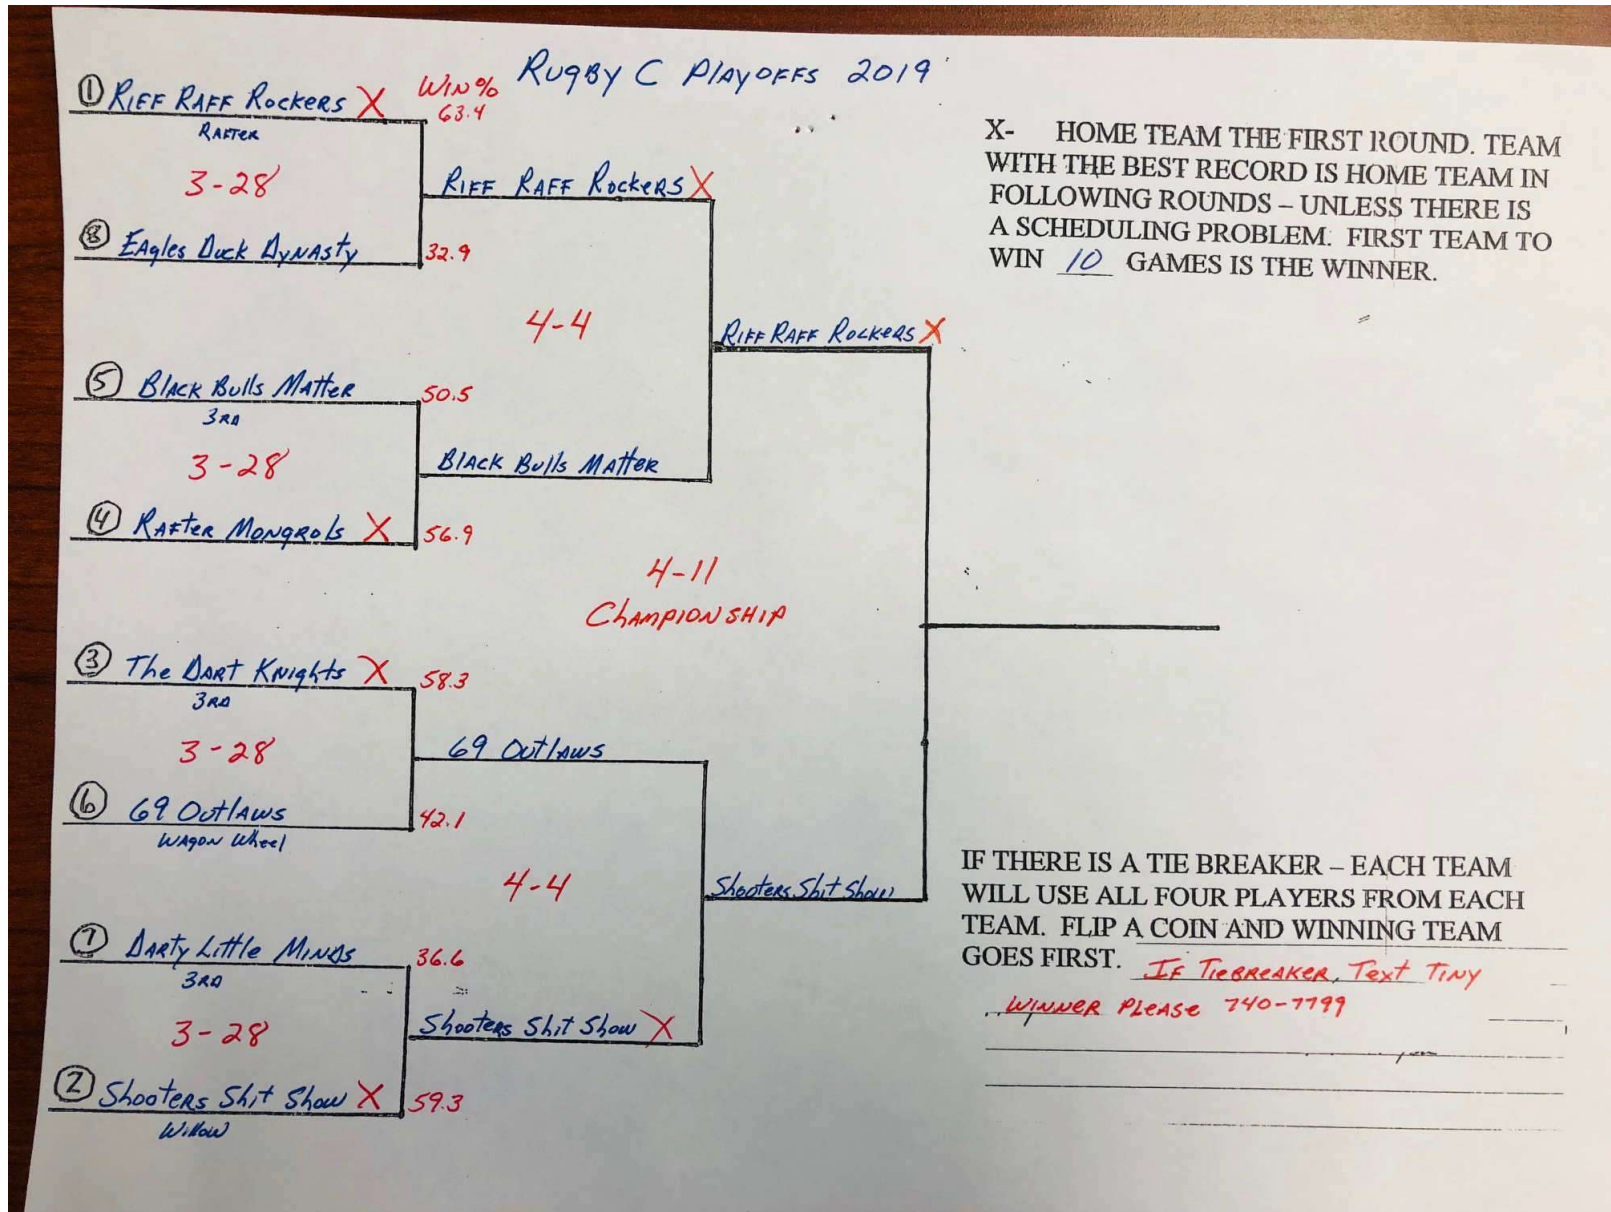 Rugby C Playoffs 2019
① Riff Raff Rockers X
Win%
63.4
Rafter
3-28
⑧ Eagles Duck Dynasty
32.9
Riff Raff Rockers X
4-4
⑤ Black Bulls Matter
50.5
3rd
3-28
④ Rafter Mongrols X
56.9
Black Bulls Matter
Riff Raff Rockers X
4-11
Championship
③ The Dart Knights X
58.3
3rd
3-28
⑥ 69 Outlaws
42.1
Wagon Wheel
69 Outlaws
4-4
⑦ Darty Little Minds
36.6
3rd
3-28
② Shooters Shit Show X
59.3
Willow
Shooters Shit Show X
Shooters Shit Show
X- HOME TEAM THE FIRST ROUND. TEAM
WITH THE BEST RECORD IS HOME TEAM IN
FOLLOWING ROUNDS – UNLESS THERE IS
A SCHEDULING PROBLEM. FIRST TEAM TO
WIN 10 GAMES IS THE WINNER.
IF THERE IS A TIE BREAKER – EACH TEAM
WILL USE ALL FOUR PLAYERS FROM EACH
TEAM. FLIP A COIN AND WINNING TEAM
GOES FIRST. If Tiebreaker, Text Tiny
Winner Please 740-7799